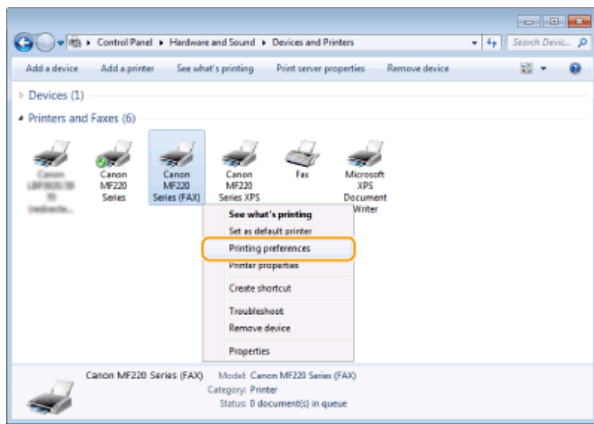 Control Panel ▸ Hardware and Sound ▸ Devices and Printers
Search Devic...
Add a device Add a printer See what's printing Print server properties Remove device
Devices (1)
Printers and Faxes (6)
Canon
MF220
Series
Canon
MF220
Series (FAX)
Canon
MF220
Series XPS
Fax
Microsoft
XPS
Document
Writer
See what's printing
Set as default printer
Printing preferences
Printer properties
Create shortcut
Troubleshoot
Remove device
Properties
Canon MF220 Series (FAX) Model: Canon MF220 Series (FAX)
Category: Printer
Status: 0 document(s) in queue